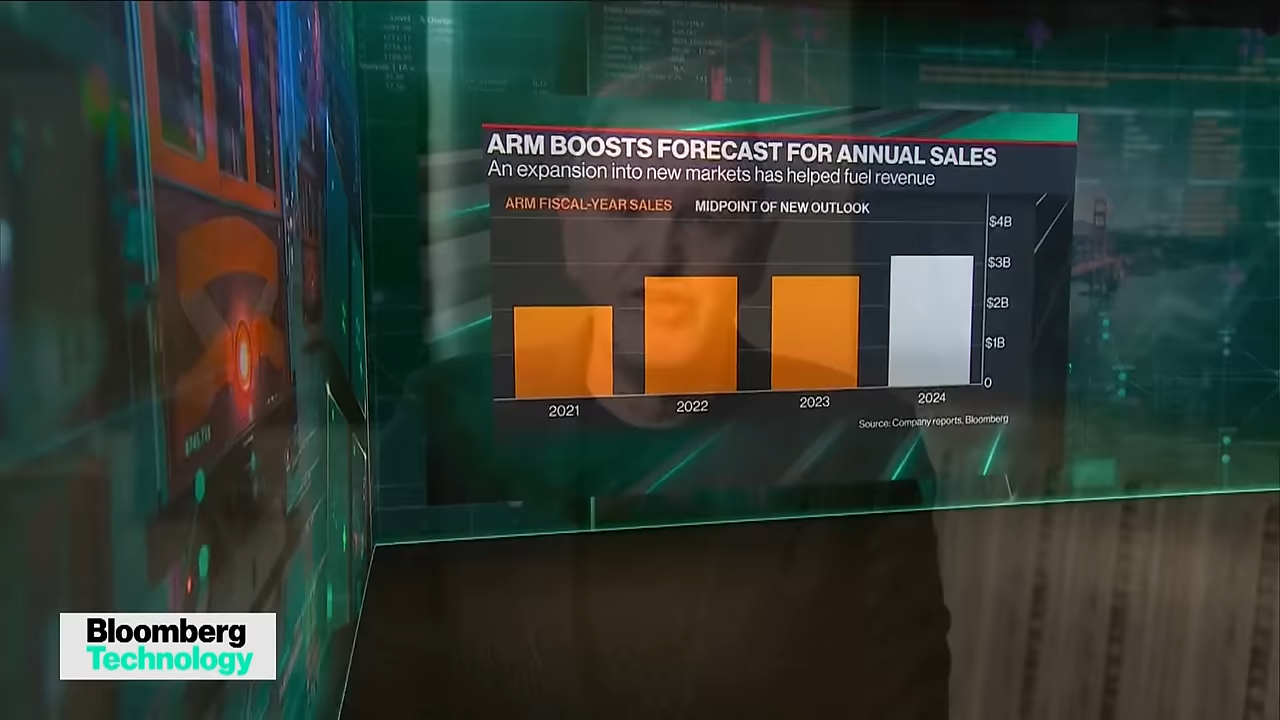 ARM BOOSTS FORECAST FOR ANNUAL SALES
An expansion into new markets has helped fuel revenue
ARM FISCAL-YEAR SALES MIDPOINT OF NEW OUTLOOK
$4B
$3B
$2B
$1B
0
2021 2022 2023 2024
Source: Company reports, Bloomberg
Bloomberg
Technology